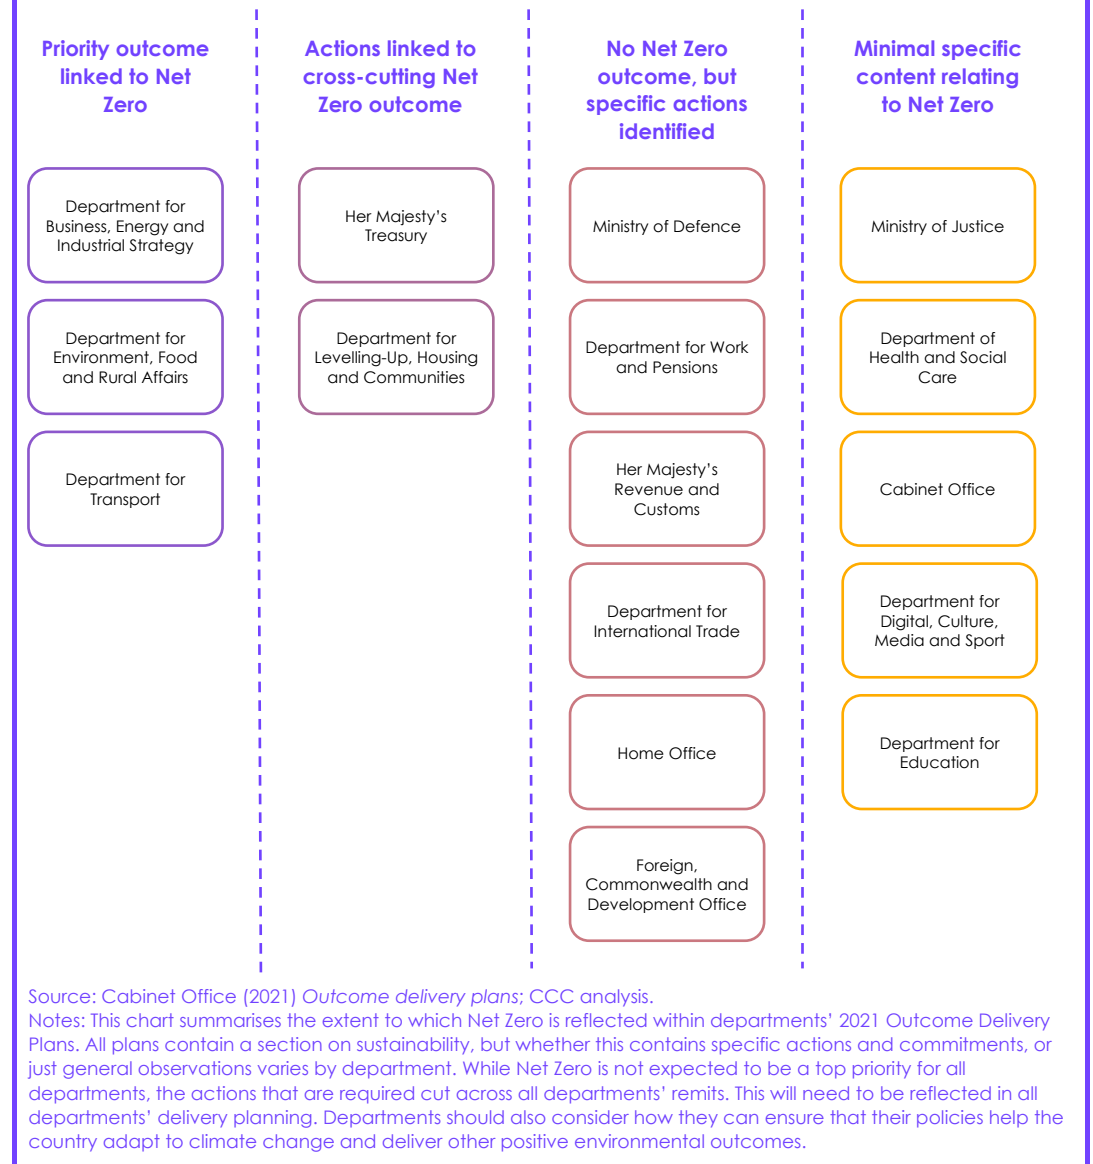 Priority outcome
linked to Net
Zero
Actions linked to
cross-cutting Net
Zero outcome
No Net Zero
outcome, but
specific actions
identified
Minimal specific
content relating
to Net Zero
Department for
Business, Energy and
Industrial Strategy
Department for
Environment, Food
and Rural Affairs
Department for
Transport
Her Majesty’s
Treasury
Department for
Levelling-Up, Housing
and Communities
Ministry of Defence
Department for Work
and Pensions
Her Majesty’s
Revenue and
Customs
Department for
International Trade
Home Office
Foreign,
Commonwealth and
Development Office
Ministry of Justice
Department of
Health and Social
Care
Cabinet Office
Department for
Digital, Culture,
Media and Sport
Department for
Education
Source: Cabinet Office (2021) Outcome delivery plans; CCC analysis.
Notes: This chart summarises the extent to which Net Zero is reflected within departments’ 2021 Outcome Delivery
Plans. All plans contain a section on sustainability, but whether this contains specific actions and commitments, or
just general observations varies by department. While Net Zero is not expected to be a top priority for all
departments, the actions that are required cut across all departments’ remits. This will need to be reflected in all
departments’ delivery planning. Departments should also consider how they can ensure that their policies help the
country adapt to climate change and deliver other positive environmental outcomes.